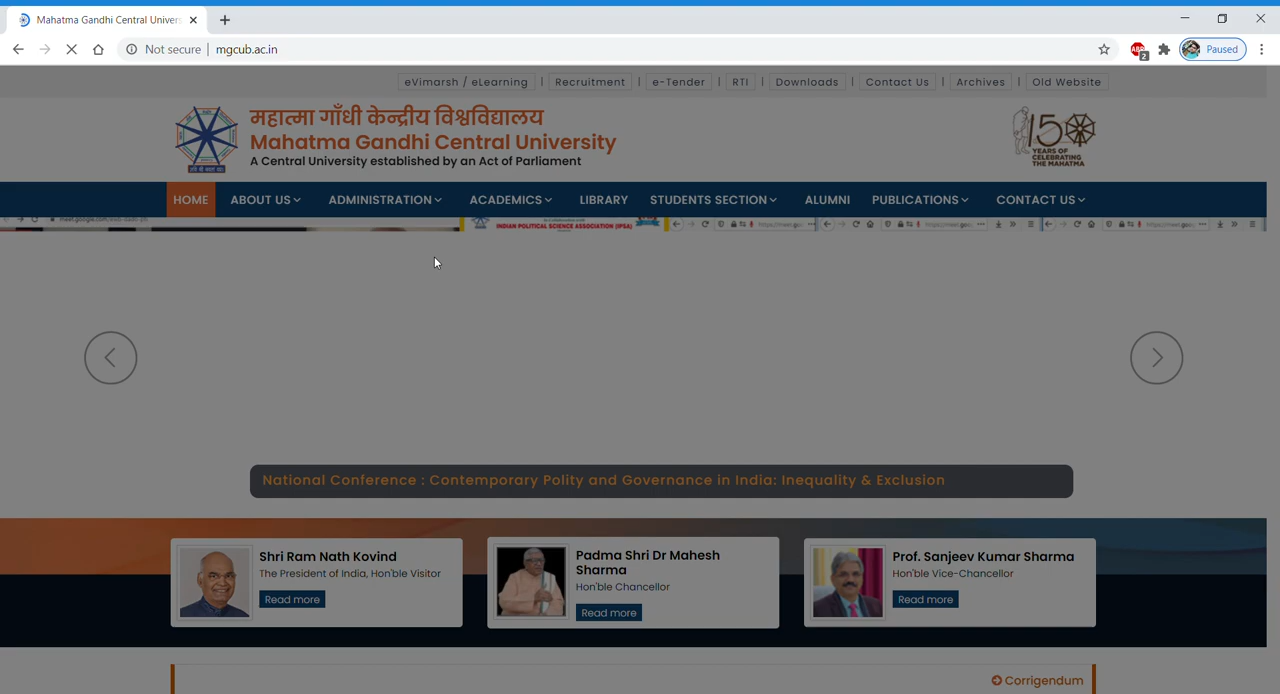 Mahatma Gandhi Central Univers
Not secure | mgcub.ac.in
2
Paused
eVimarsh / eLearning | Recruitment | e-Tender | RTI | Downloads | Contact Us | Archives | Old Website
महात्मा गाँधी केन्द्रीय विश्वविद्यालय
Mahatma Gandhi Central University
A Central University established by an Act of Parliament
150
YEARS OF
CELEBRATING
THE MAHATMA
HOME ABOUT US ADMINISTRATION ACADEMICS LIBRARY STUDENTS SECTION ALUMNI PUBLICATIONS CONTACT US
INDIAN POLITICAL SCIENCE ASSOCIATION (IPSA)
National Conference : Contemporary Polity and Governance in India: Inequality & Exclusion
Shri Ram Nath Kovind
The President of India, Hon'ble Visitor
Read more
Padma Shri Dr Mahesh
Sharma
Hon'ble Chancellor
Read more
Prof. Sanjeev Kumar Sharma
Hon'ble Vice-Chancellor
Read more
Corrigendum